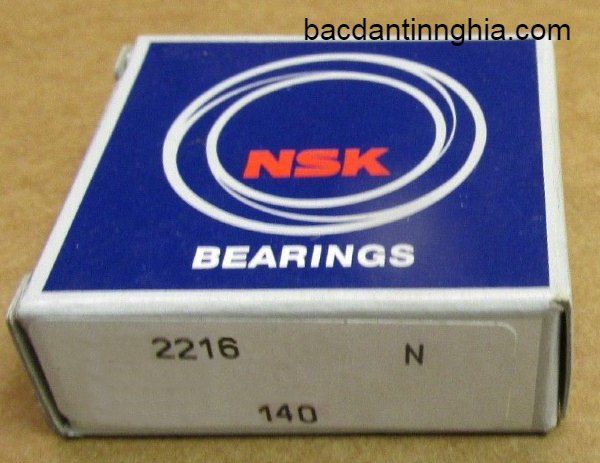 bacdantinnghia.com
NSK
BEARINGS
2216 N
140